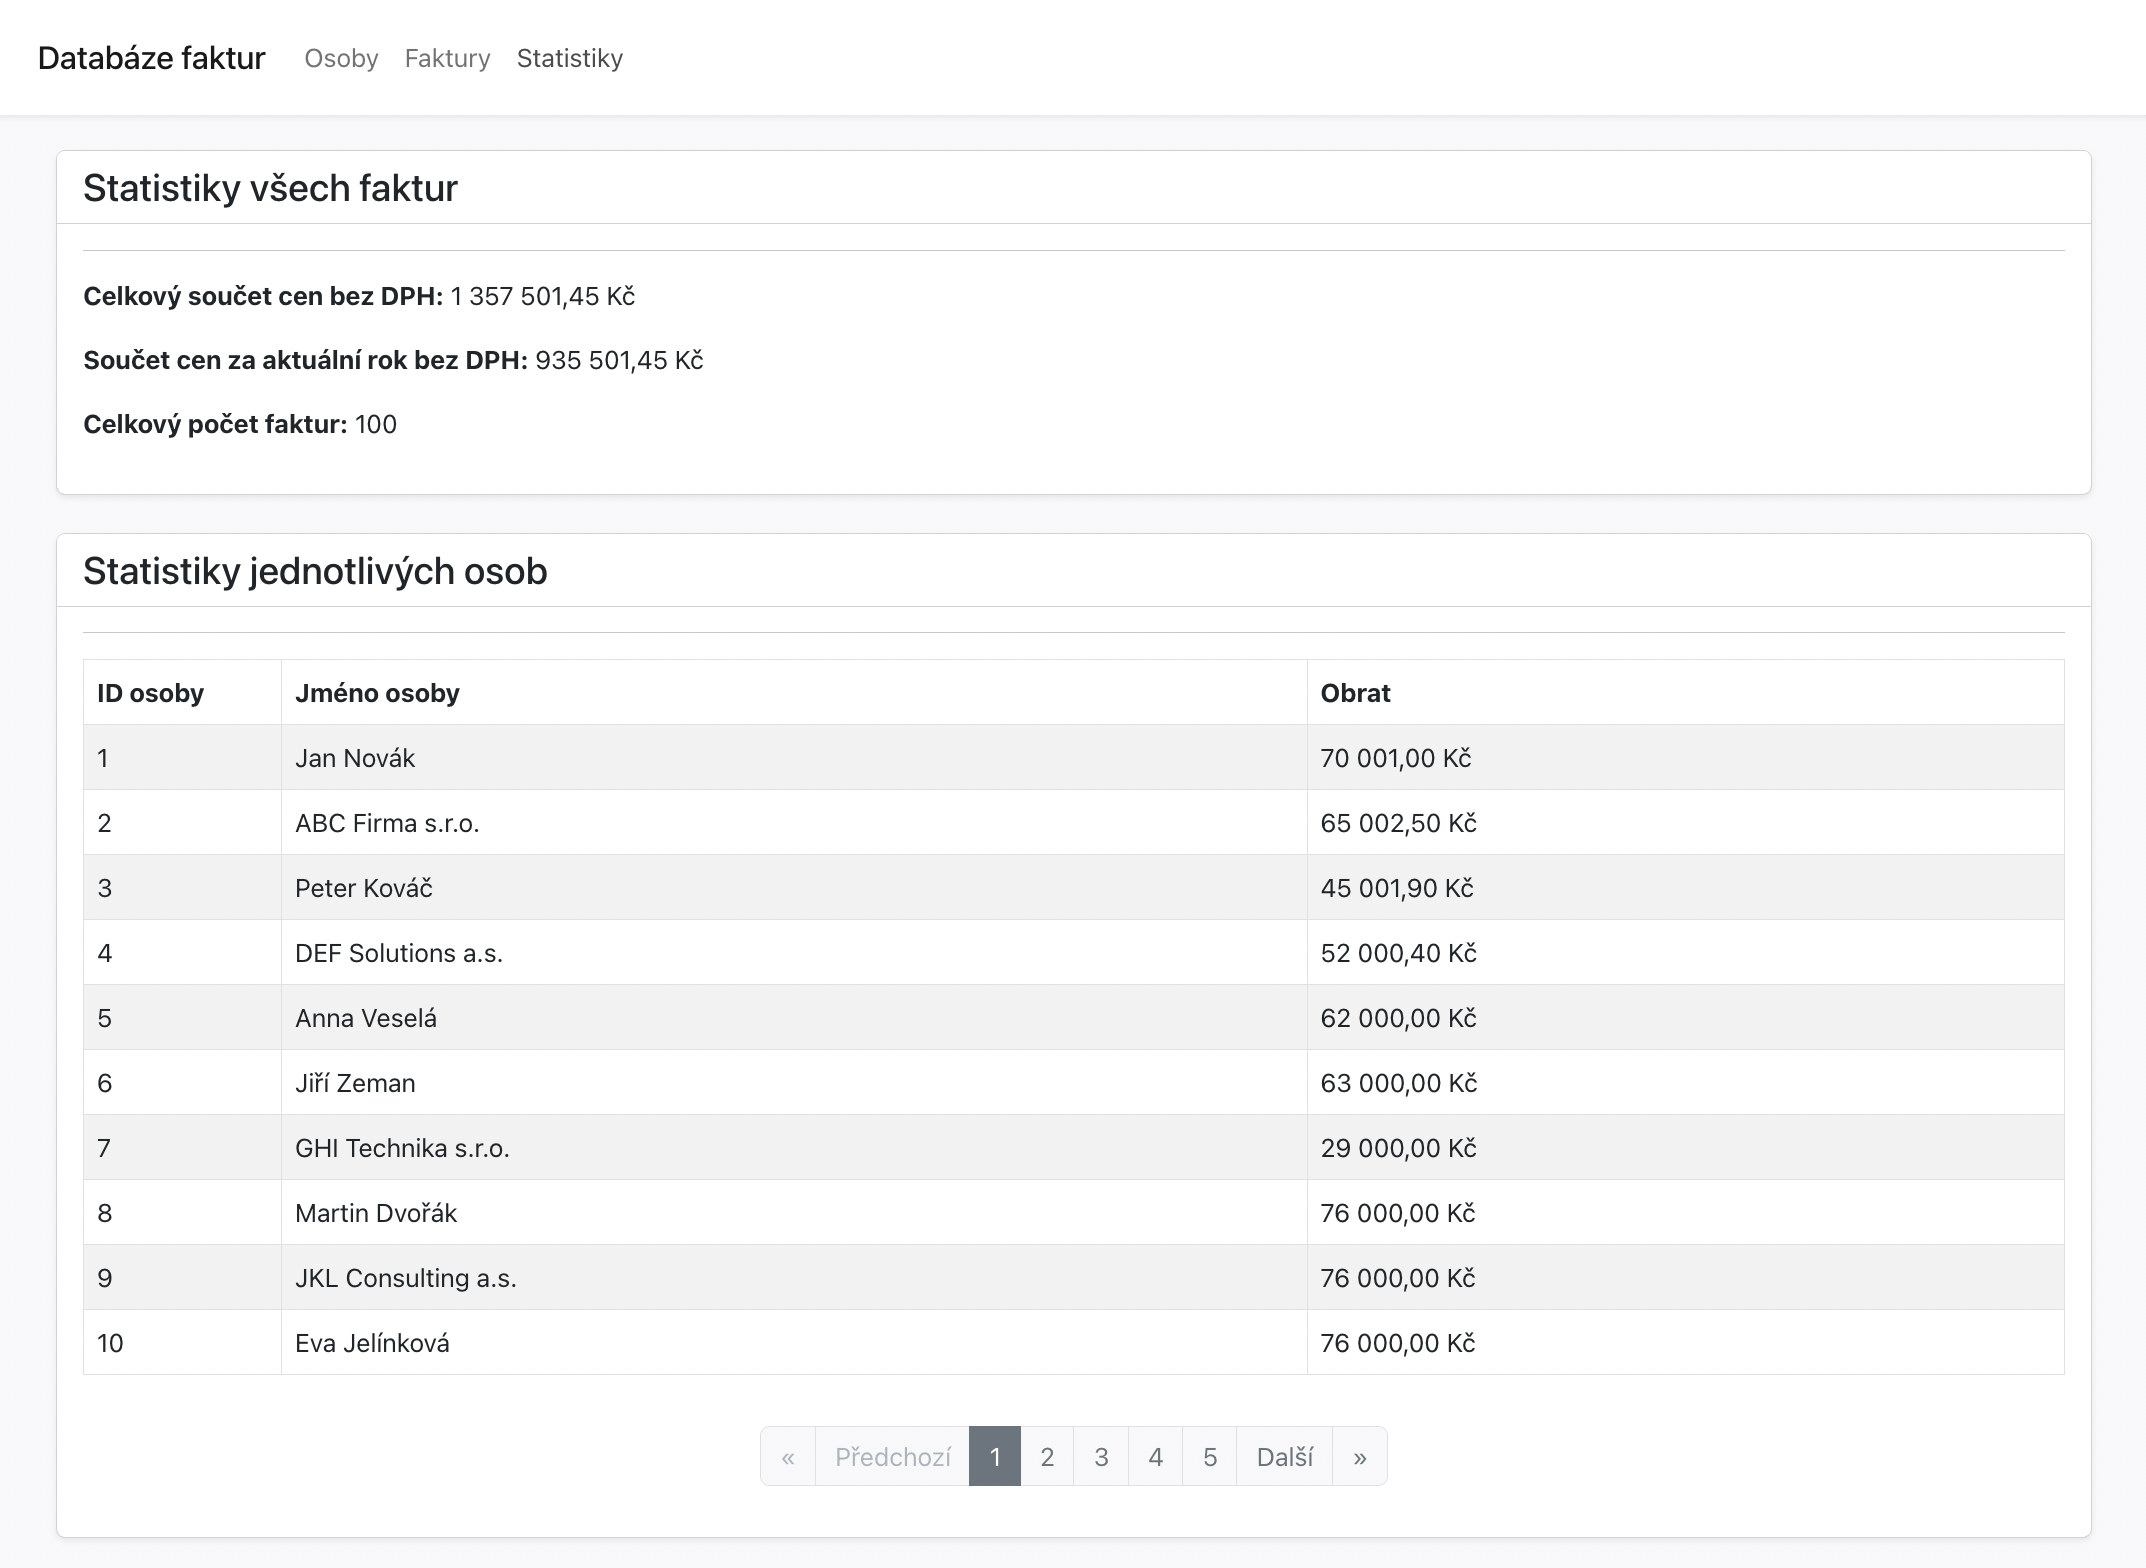 Databáze faktur Osoby Faktury Statistiky
Statistiky všech faktur
Celkový součet cen bez DPH: 1 357 501,45 Kč
Součet cen za aktuální rok bez DPH: 935 501,45 Kč
Celkový počet faktur: 100
Statistiky jednotlivých osob
ID osoby Jméno osoby Obrat
1 Jan Novák 70 001,00 Kč
2 ABC Firma s.r.o. 65 002,50 Kč
3 Peter Kováč 45 001,90 Kč
4 DEF Solutions a.s. 52 000,40 Kč
5 Anna Veselá 62 000,00 Kč
6 Jiří Zeman 63 000,00 Kč
7 GHI Technika s.r.o. 29 000,00 Kč
8 Martin Dvořák 76 000,00 Kč
9 JKL Consulting a.s. 76 000,00 Kč
10 Eva Jelínková 76 000,00 Kč
« Předchozí 1 2 3 4 5 Další »